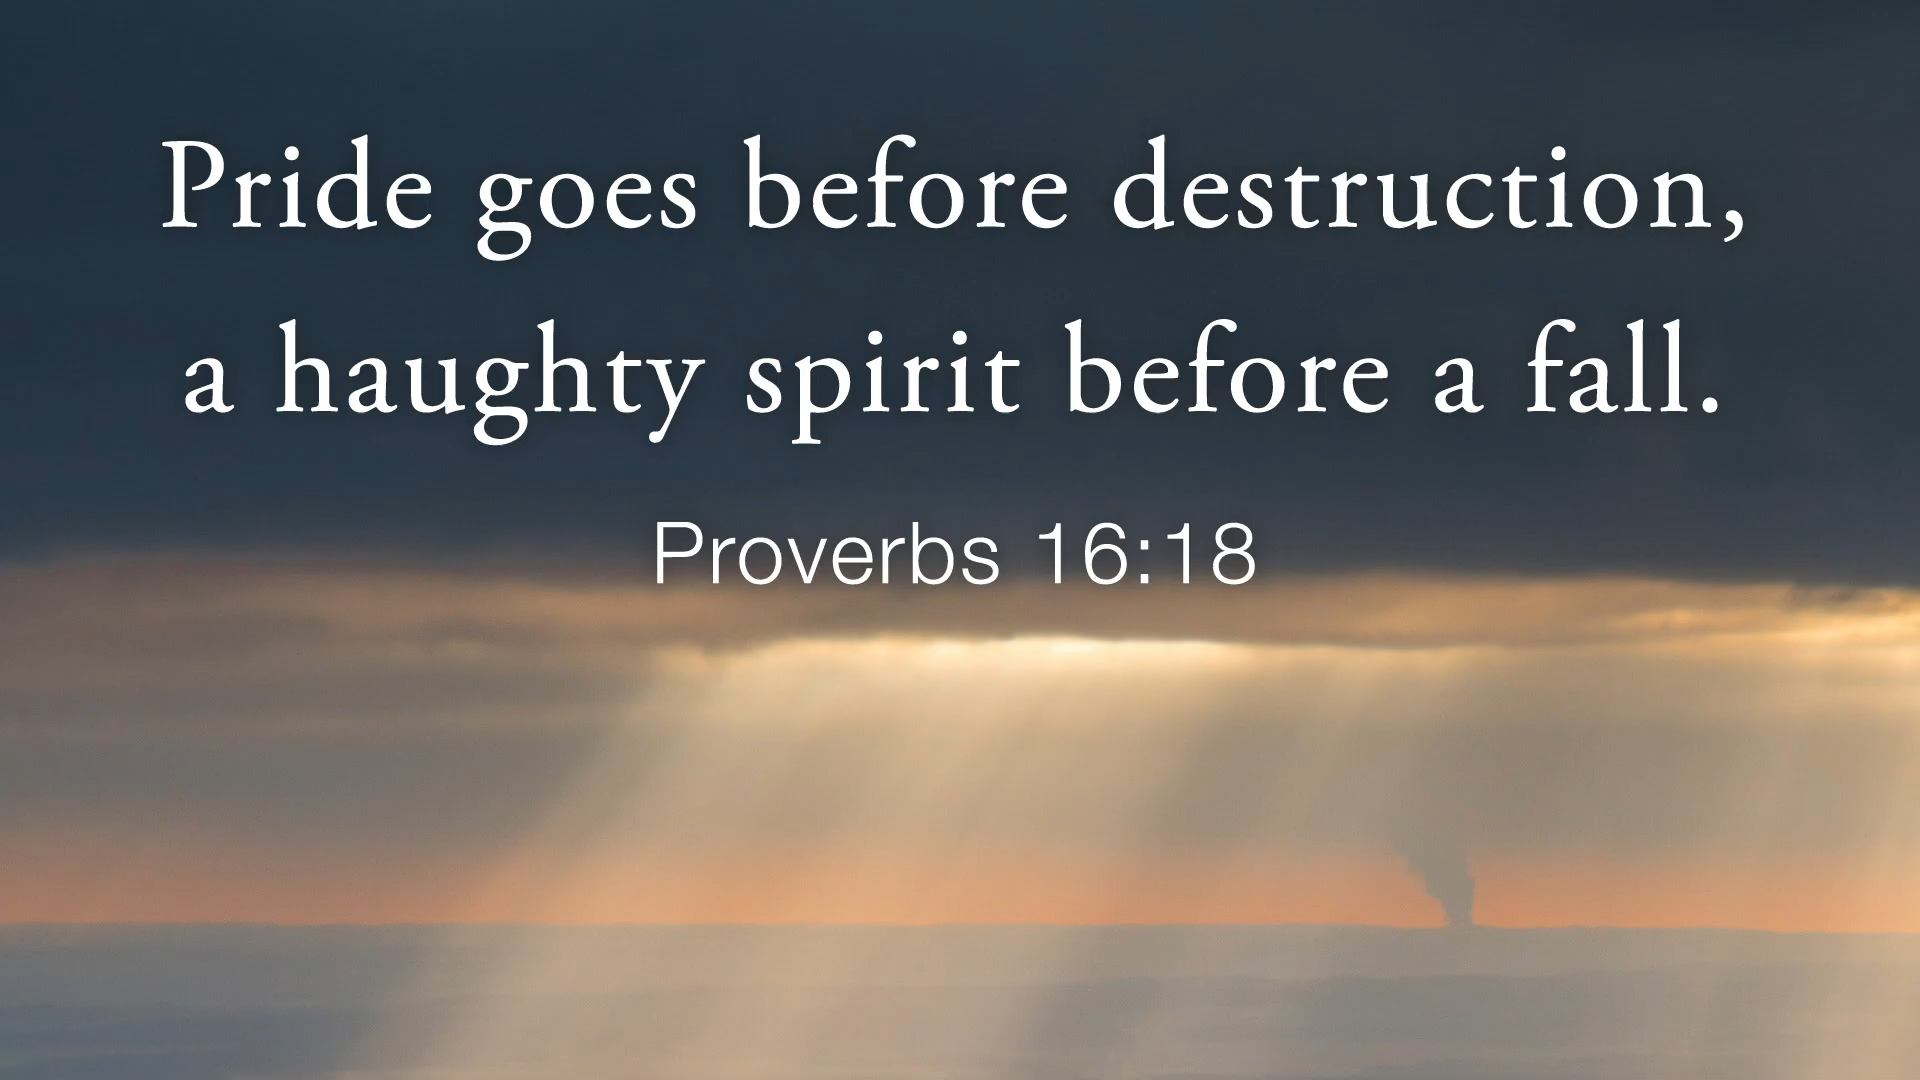 Pride goes before destruction,
a haughty spirit before a fall.
Proverbs 16:18